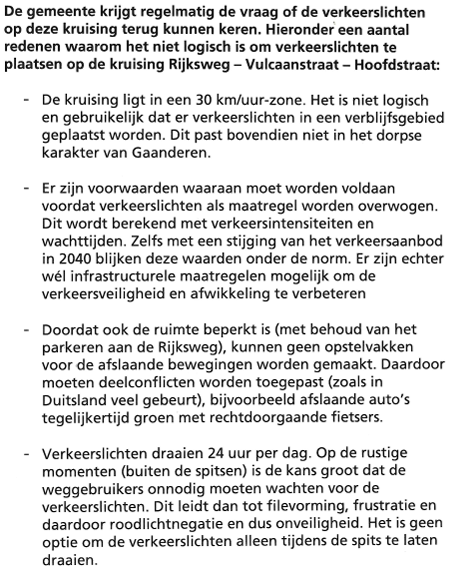 De gemeente krijgt regelmatig de vraag of de verkeerslichten
op deze kruising terug kunnen keren. Hieronder een aantal
redenen waarom het niet logisch is om verkeerslichten te
plaatsen op de kruising Rijksweg – Vulcaanstraat – Hoofdstraat:
- De kruising ligt in een 30 km/uur-zone. Het is niet logisch
en gebruikelijk dat er verkeerslichten in een verblijfsgebied
geplaatst worden. Dit past bovendien niet in het dorpse
karakter van Gaanderen.
- Er zijn voorwaarden waaraan moet worden voldaan
voordat verkeerslichten als maatregel worden overwogen.
Dit wordt berekend met verkeersintensiteiten en
wachttijden. Zelfs met een stijging van het verkeersaanbod
in 2040 blijken deze waarden onder de norm. Er zijn echter
wél infrastructurele maatregelen mogelijk om de
verkeersveiligheid en afwikkeling te verbeteren
- Doordat ook de ruimte beperkt is (met behoud van het
parkeren aan de Rijksweg), kunnen geen opstelvakken
voor de afslaande bewegingen worden gemaakt. Daardoor
moeten deelconflicten worden toegepast (zoals in
Duitsland veel gebeurt), bijvoorbeeld afslaande auto's
tegelijkertijd groen met rechtdoorgaande fietsers.
- Verkeerslichten draaien 24 uur per dag. Op de rustige
momenten (buiten de spitsen) is de kans groot dat de
weggebruikers onnodig moeten wachten voor de
verkeerslichten. Dit leidt dan tot filevorming, frustratie en
daardoor roodlichtnegatie en dus onveiligheid. Het is geen
optie om de verkeerslichten alleen tijdens de spits te laten
draaien.